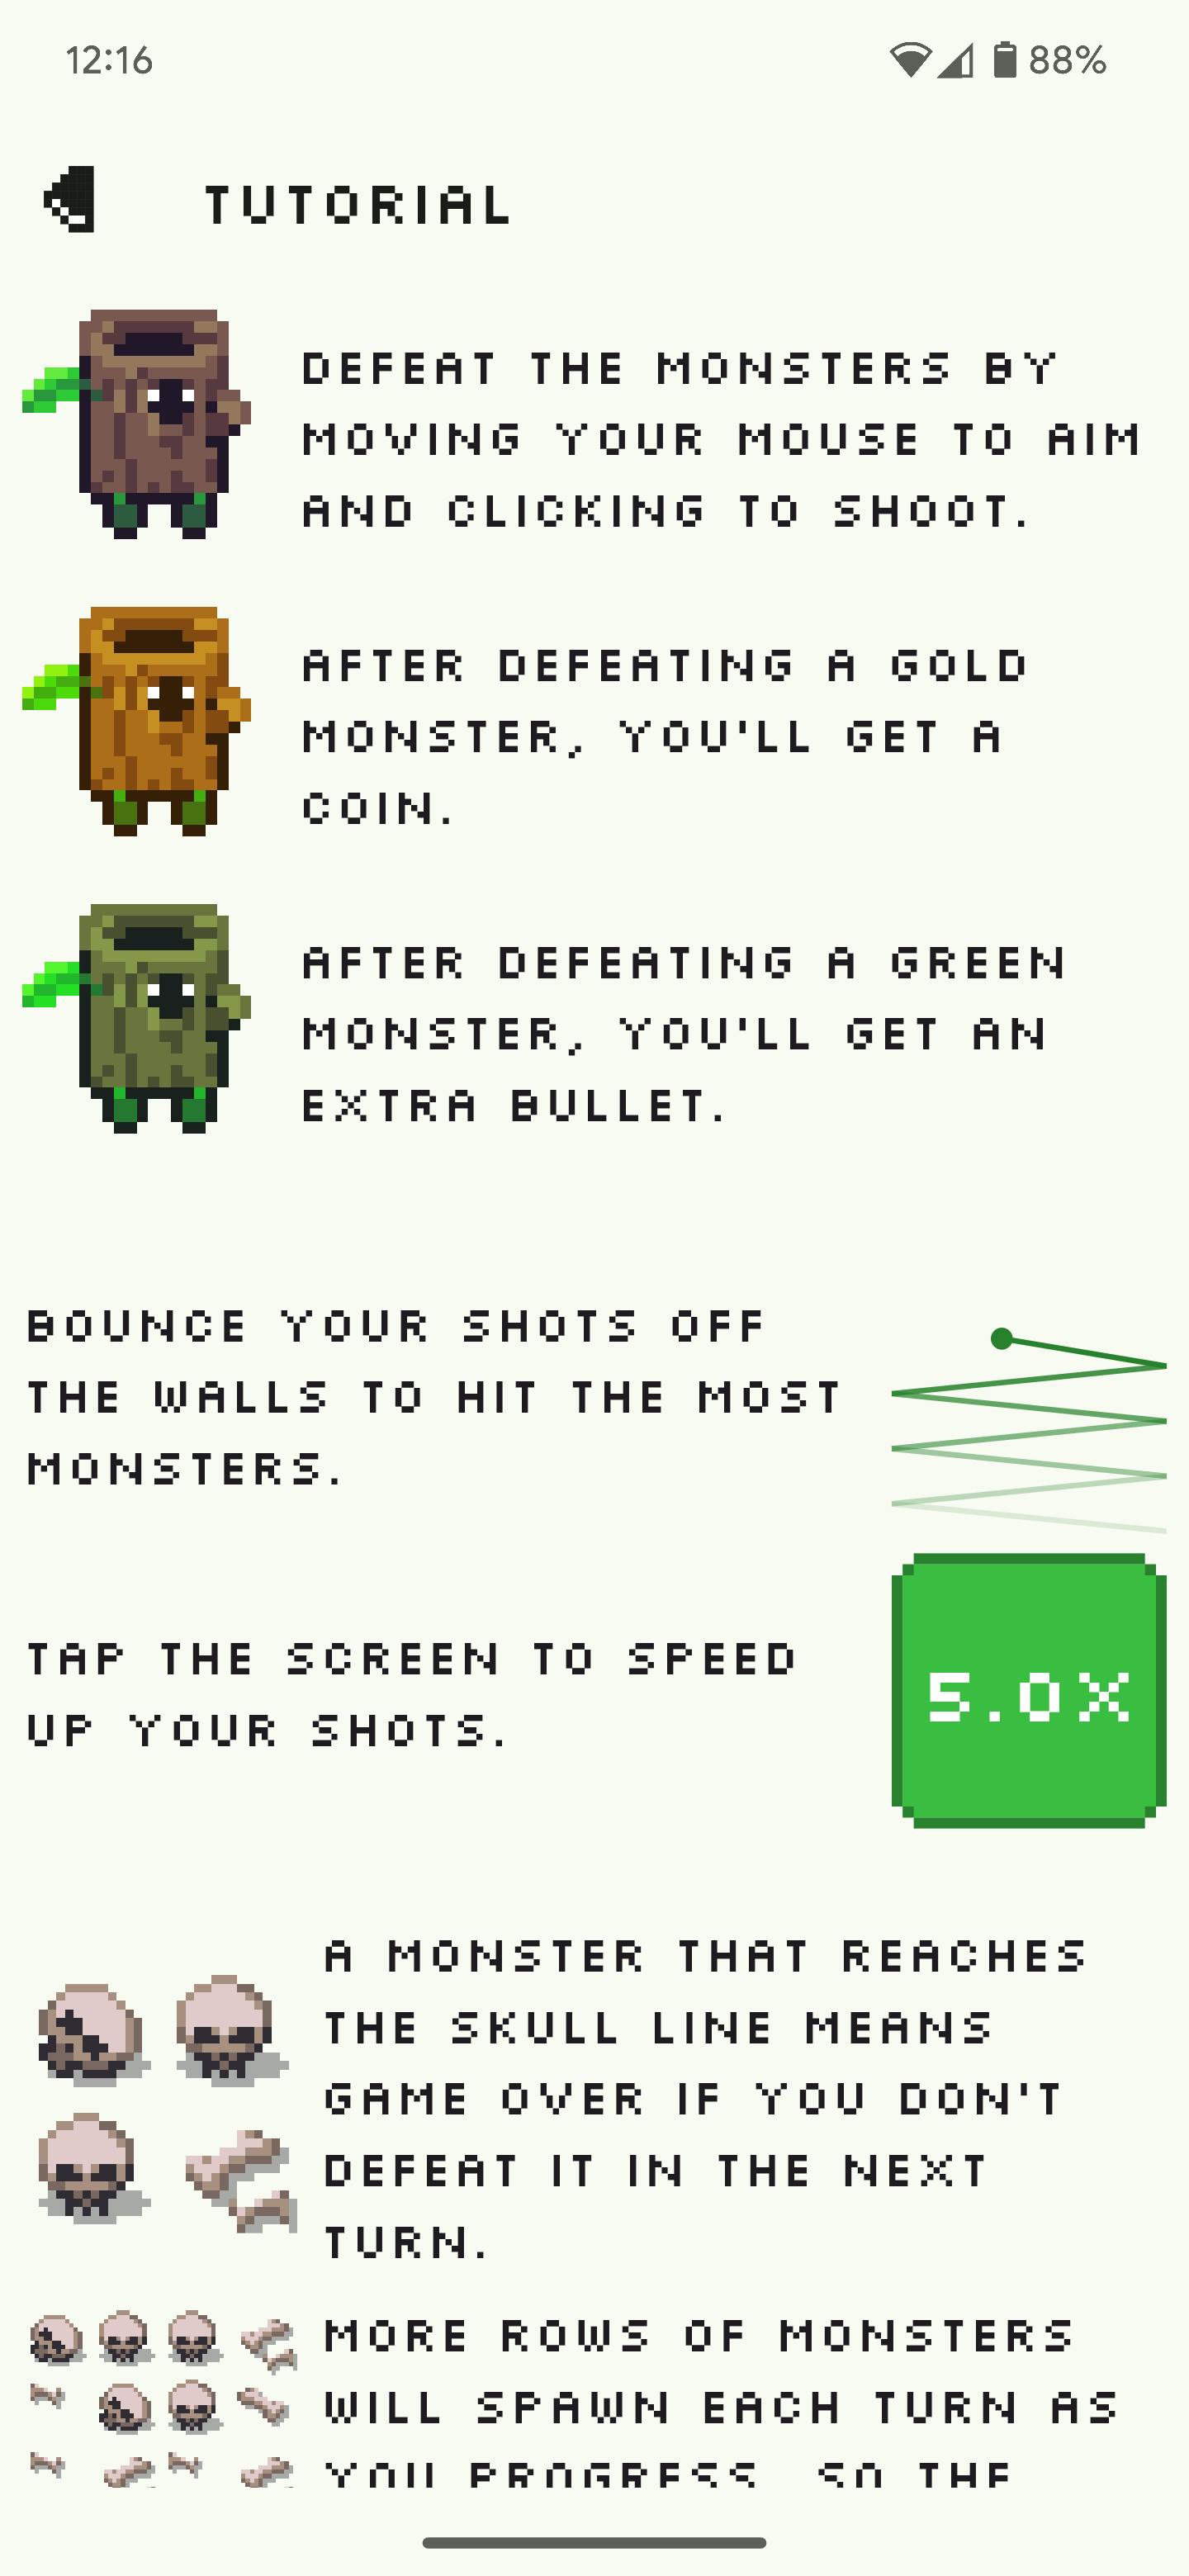 12:16
88%
TUTORIAL
DEFEAT THE MONSTERS BY
MOVING YOUR MOUSE TO AIM
AND CLICKING TO SHOOT.
AFTER DEFEATING A GOLD
MONSTER, YOU'LL GET A
COIN.
AFTER DEFEATING A GREEN
MONSTER, YOU'LL GET AN
EXTRA BULLET.
BOUNCE YOUR SHOTS OFF
THE WALLS TO HIT THE MOST
MONSTERS.
TAP THE SCREEN TO SPEED
UP YOUR SHOTS.
5.0X
A MONSTER THAT REACHES
THE SKULL LINE MEANS
GAME OVER IF YOU DON'T
DEFEAT IT IN THE NEXT
TURN.
MORE ROWS OF MONSTERS
WILL SPAWN EACH TURN AS
YOU PROGRESS, SO THE